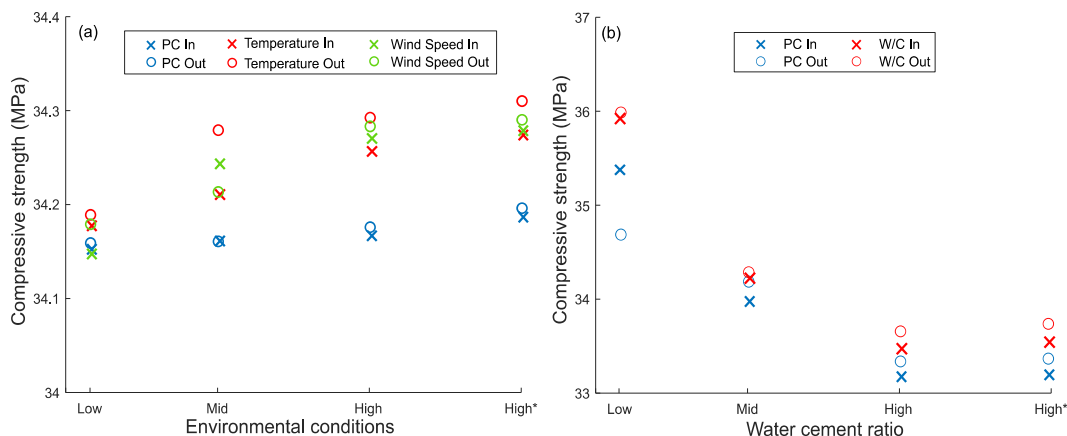 (a)
PC In Temperature In Wind Speed In
PC Out Temperature Out Wind Speed Out
34.4
34.3
34.2
34.1
34
Compressive strength (MPa)
Low Mid High High*
Environmental conditions
(b)
PC In W/C In
PC Out W/C Out
37
36
35
34
33
Compressive strength (MPa)
Low Mid High High*
Water cement ratio